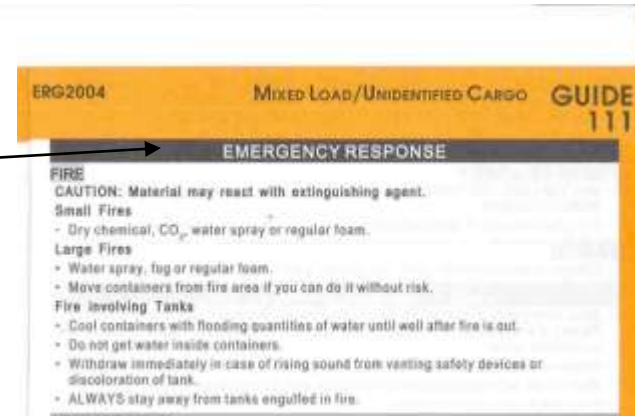 ERG2004 MIXED LOAD/UNIDENTIFIED CARGO GUIDE
111
EMERGENCY RESPONSE
FIRE
CAUTION: Material may react with extinguishing agent.
Small Fires
- Dry chemical, CO₂, water spray or regular foam.
Large Fires
• Water spray, fog or regular foam.
• Move containers from fire area if you can do it without risk.
Fire involving Tanks
• Cool containers with flooding quantities of water until well after fire is out.
• Do not get water inside containers.
• Withdraw immediately in case of rising sound from venting safety devices or
discoloration of tank.
• ALWAYS stay away from tanks engulfed in fire.